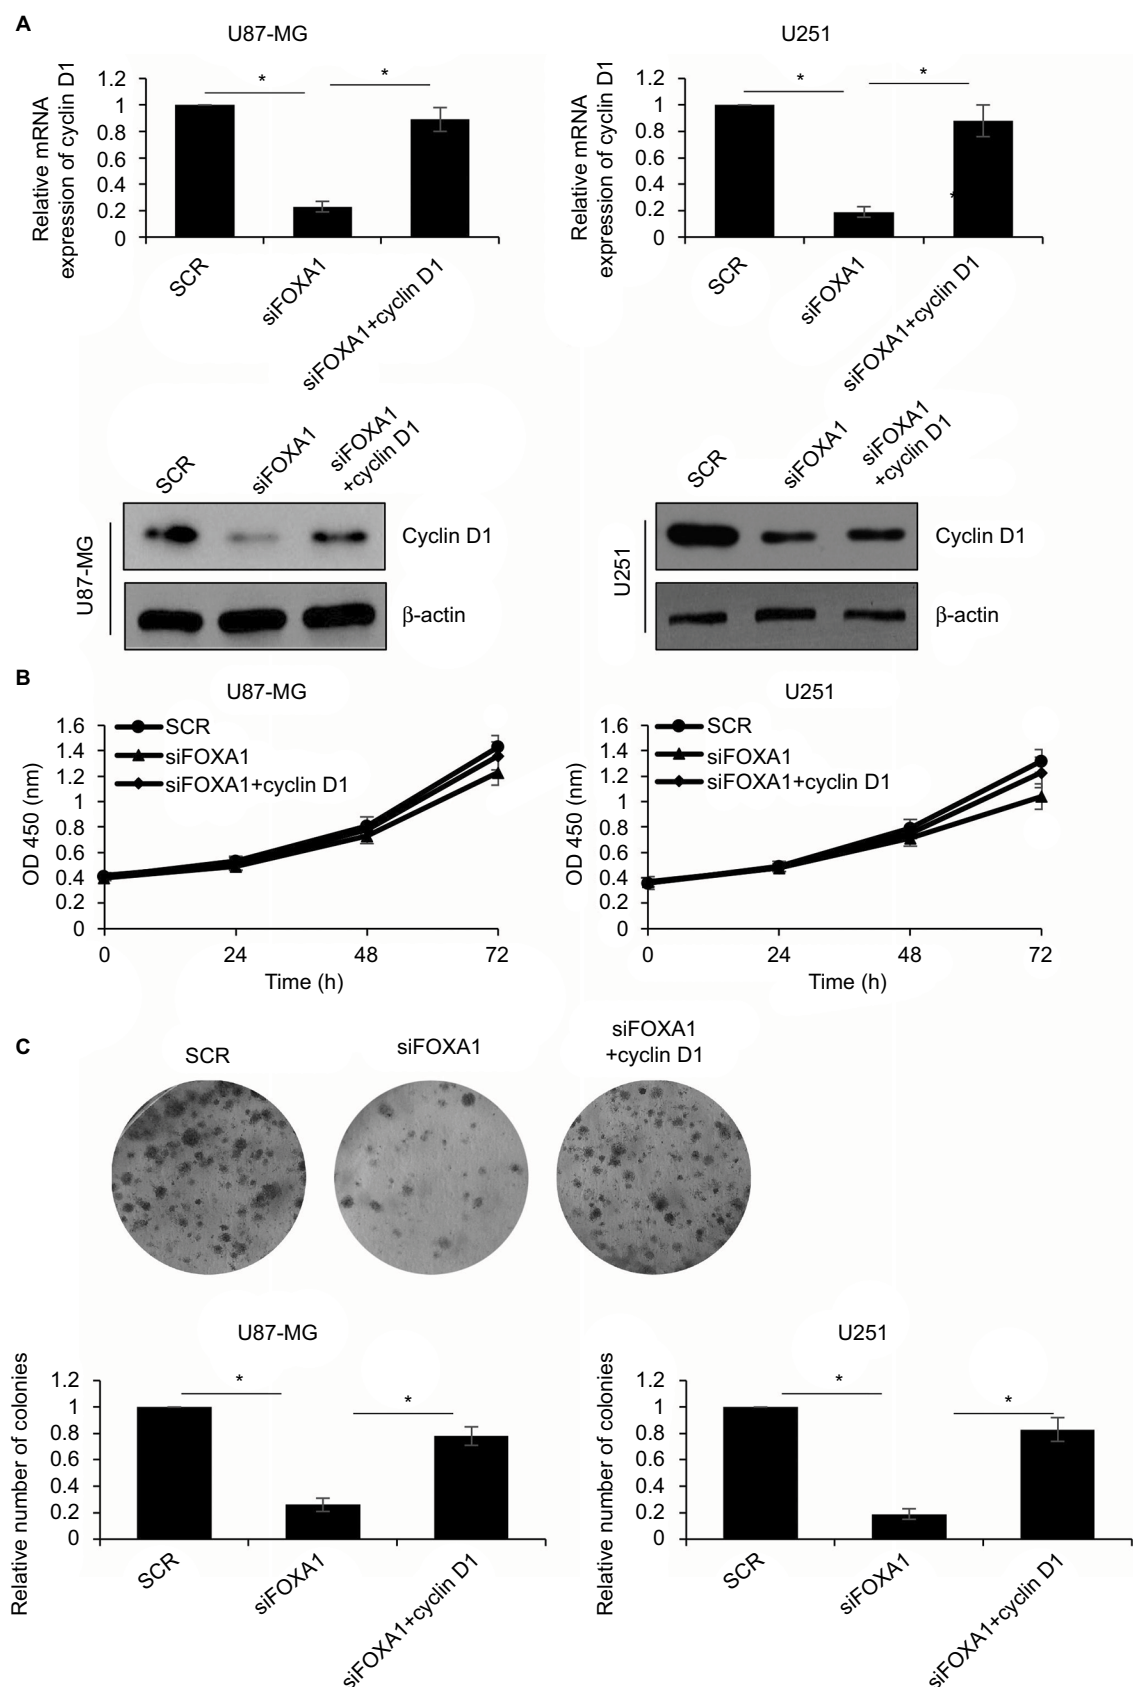 A
U87-MG
Relative mRNA
expression of cyclin D1
1.2
1
0.8
0.6
0.4
0.2
0
*
*
SCR
siFOXA1
siFOXA1+cyclin D1
U251
Relative mRNA
expression of cyclin D1
1.2
1
0.8
0.6
0.4
0.2
0
*
*
*
SCR
siFOXA1
siFOXA1+cyclin D1
SCR
siFOXA1
siFOXA1
+cyclin D1
U87-MG
Cyclin D1
β-actin
SCR
siFOXA1
siFOXA1
+cyclin D1
U251
Cyclin D1
β-actin
B
U87-MG
OD 450 (nm)
1.6
1.4
1.2
1
0.8
0.6
0.4
0.2
0
SCR
siFOXA1
siFOXA1+cyclin D1
0 24 48 72
Time (h)
U251
OD 450 (nm)
1.6
1.4
1.2
1
0.8
0.6
0.4
0.2
0
SCR
siFOXA1
siFOXA1+cyclin D1
0 24 48 72
Time (h)
C
SCR
siFOXA1
siFOXA1
+cyclin D1
U87-MG
Relative number of colonies
1.2
1
0.8
0.6
0.4
0.2
0
*
*
SCR
siFOXA1
siFOXA1+cyclin D1
U251
Relative number of colonies
1.2
1
0.8
0.6
0.4
0.2
0
*
*
SCR
siFOXA1
siFOXA1+cyclin D1